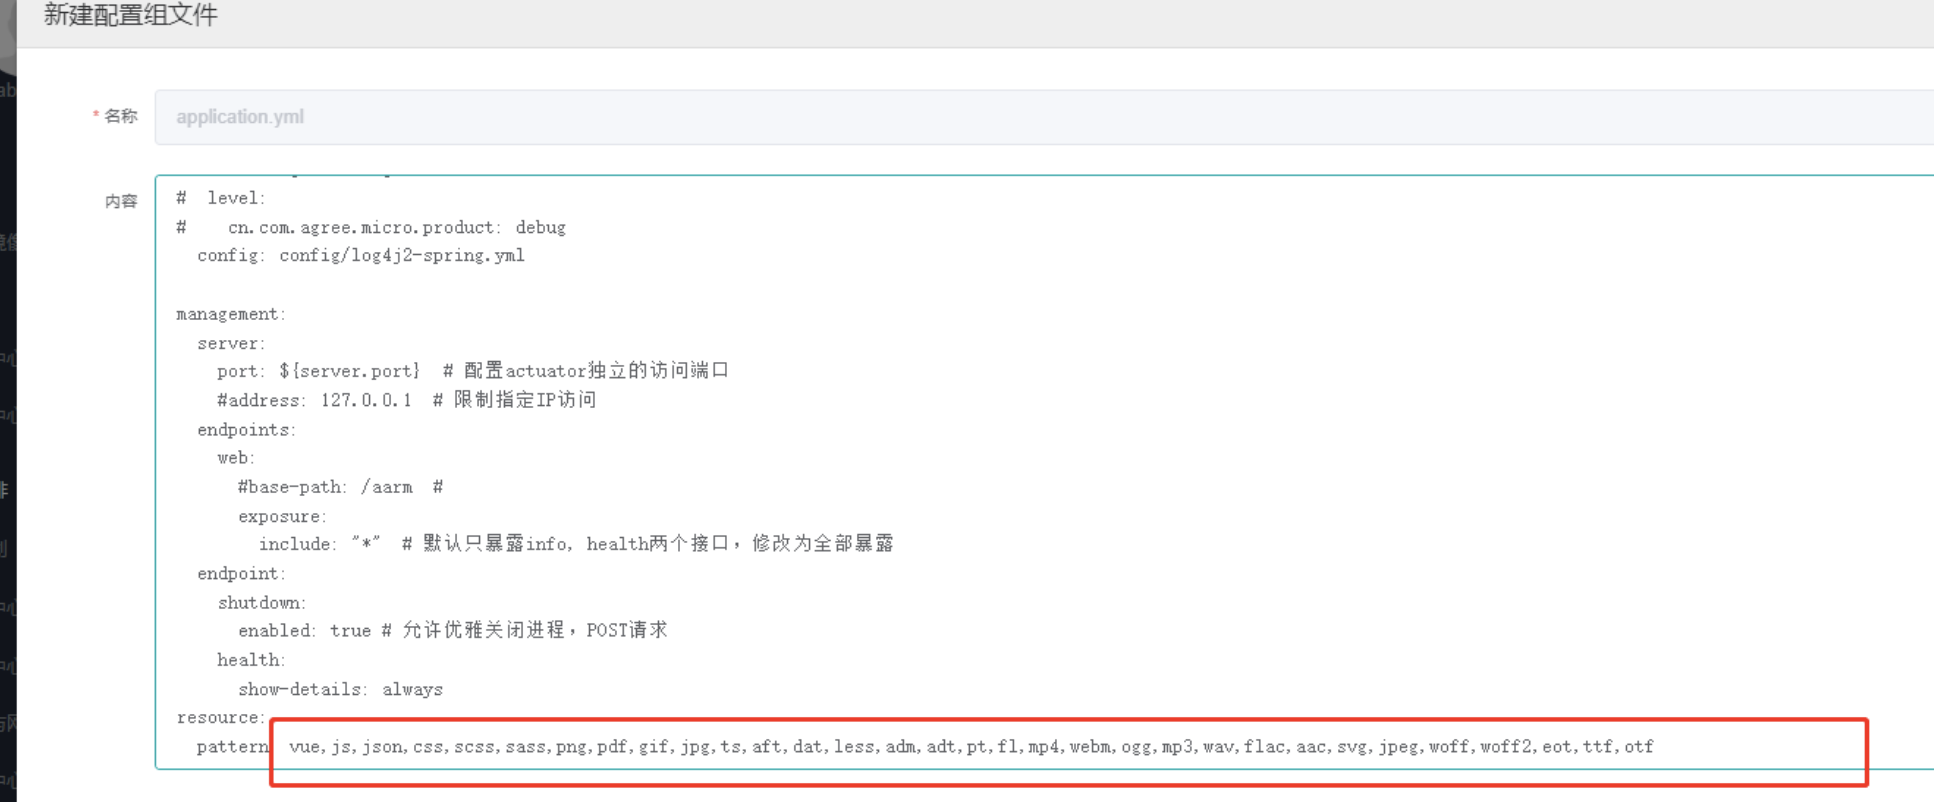 新建配置组文件
* 名称
application.yml
内容
#  level:
#    cn.com.agree.micro.product: debug
  config: config/log4j2-spring.yml
management:
  server:
    port: ${server.port}  # 配置actuator独立的访问端口
    #address: 127.0.0.1  # 限制指定IP访问
  endpoints:
    web:
      #base-path: /aarm  #
      exposure:
        include: "*"  # 默认只暴露info, health两个接口，修改为全部暴露
  endpoint:
    shutdown:
      enabled: true # 允许优雅关闭进程，POST请求
    health:
      show-details: always
resource:
  pattern vue,js,json,css,scss,sass,png,pdf,gif,jpg,ts,aft,dat,less,adm,adt,pt,fl,mp4,webm,ogg,mp3,wav,flac,aac,svg,jpeg,woff,woff2,eot,ttf,otf